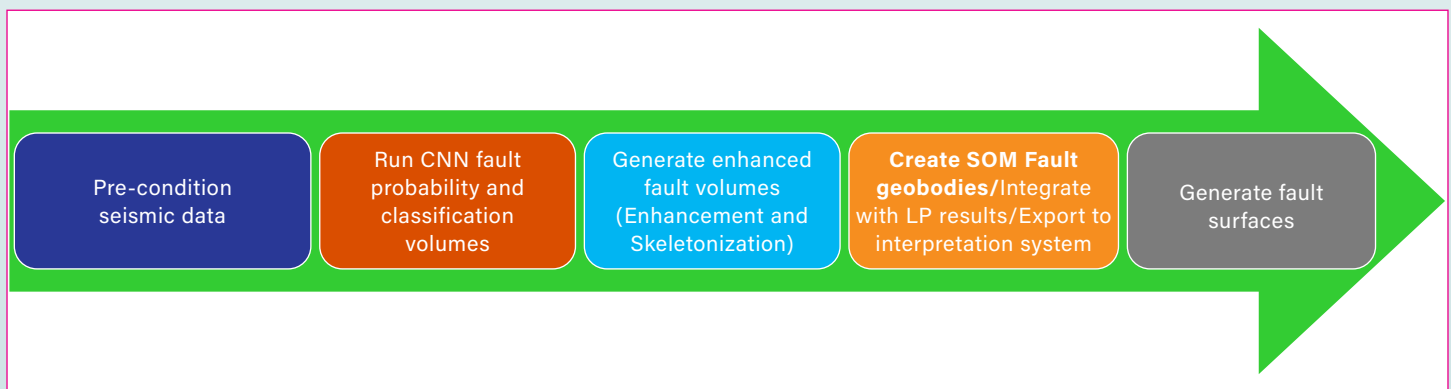 Pre-condition
seismic data
Run CNN fault
probability and
classification
volumes
Generate enhanced
fault volumes
(Enhancement and
Skeletonization)
Create SOM Fault
geobodies/Integrate
with LP results/Export to
interpretation system
Generate fault
surfaces